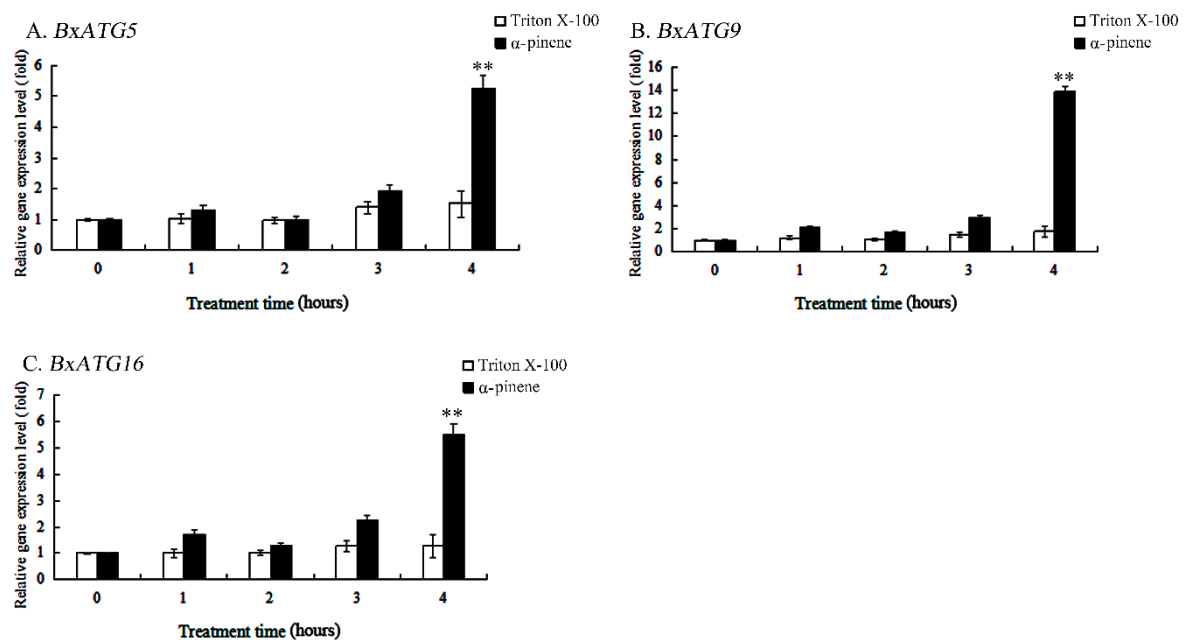 A. BxATG5
Triton X-100
α-pinene
Relative gene expression level (fold)
6
5
4
3
2
1
0
**
0 1 2 3 4
Treatment time (hours)
B. BxATG9
Triton X-100
α-pinene
Relative gene expression level (fold)
16
14
12
10
8
6
4
2
0
**
0 1 2 3 4
Treatment time (hours)
C. BxATG16
Triton X-100
α-pinene
Relative gene expression level (fold)
7
6
5
4
3
2
1
0
**
0 1 2 3 4
Treatment time (hours)